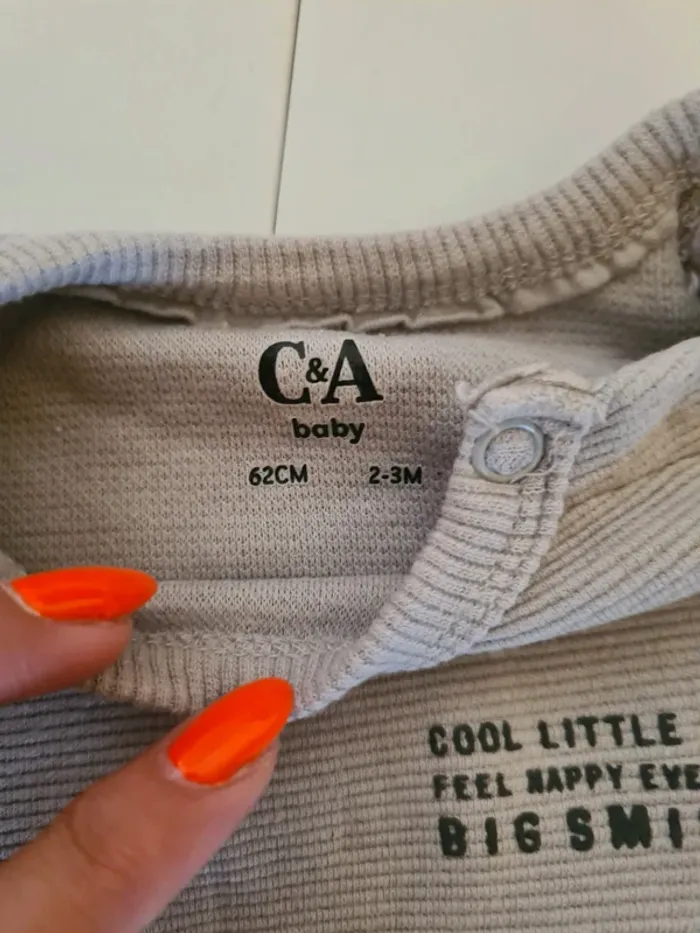 C&A
baby
62CM 2-3M
COOL LITTLE
FEEL HAPPY
BIG